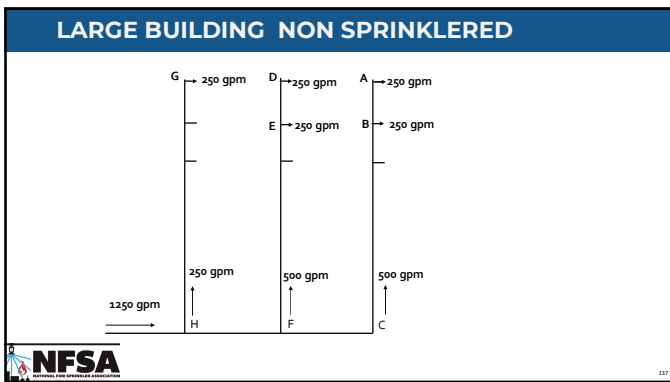 LARGE BUILDING NON SPRINKLERED
G 250 gpm D 250 gpm A 250 gpm
E 250 gpm B 250 gpm
250 gpm 500 gpm 500 gpm
1250 gpm
H F C
NFSA
NATIONAL FIRE SPRINKLER ASSOCIATION
137